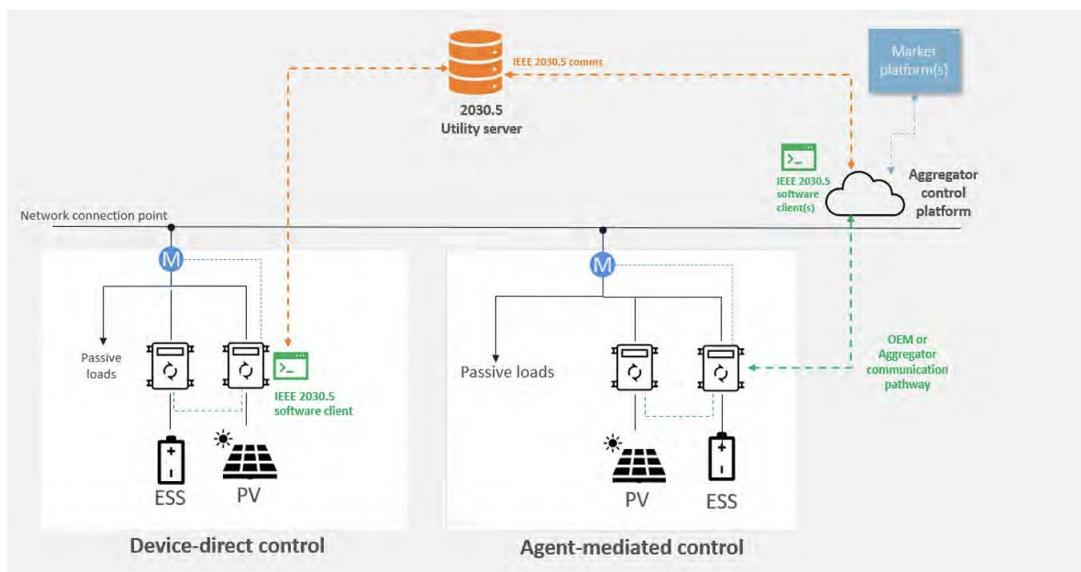 IEEE 2030.5 comms
Market
platform(s)
2030.5
Utility server
IEEE 2030.5
software
client(s)
Aggregator
control
platform
Network connection point
M
M
Passive
loads
IEEE 2030.5
software client
Passive loads
OEM or
Aggregator
communication
pathway
ESS
PV
PV
ESS
Device-direct control
Agent-mediated control